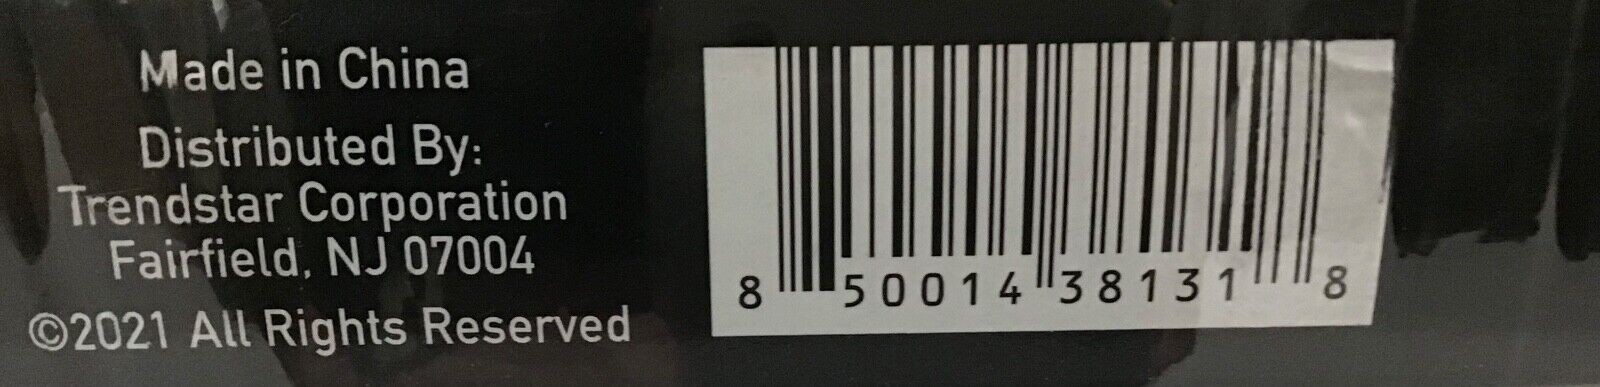 Made in China
Distributed By:
Trendstar Corporation
Fairfield, NJ 07004
©2021 All Rights Reserved
8 50014 38131 8